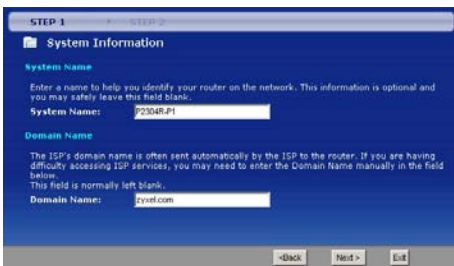 STEP 1 STEP 2
System Information
System Name
Enter a name to help you identify your router on the network. This information is optional and
you may safely leave this field blank.
System Name: P2304R-P1
Domain Name
The ISP's domain name is often sent automatically by the ISP to the router. If you are having
difficulty accessing ISP services, you may need to enter the Domain Name manually in the field
below.
This field is normally left blank.
Domain Name: zyxel.com
<Back Next > Exit